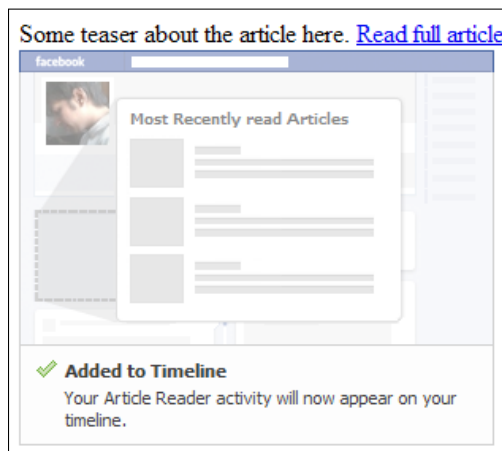 Some teaser about the article here. Read full article
facebook
Most Recently read Articles
Added to Timeline
Your Article Reader activity will now appear on your
timeline.